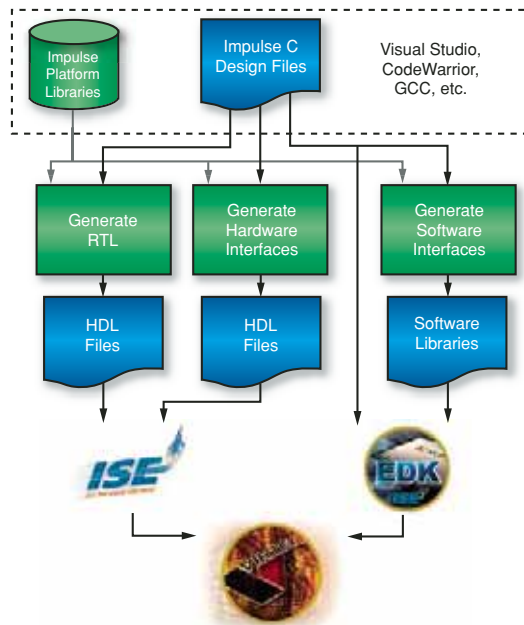 Impulse
Platform
Libraries
Impulse C
Design Files
Visual Studio,
CodeWarrior,
GCC, etc.
Generate
RTL
Generate
Hardware
Interfaces
Generate
Software
Interfaces
HDL
Files
HDL
Files
Software
Libraries
ISE
EDK
ISE